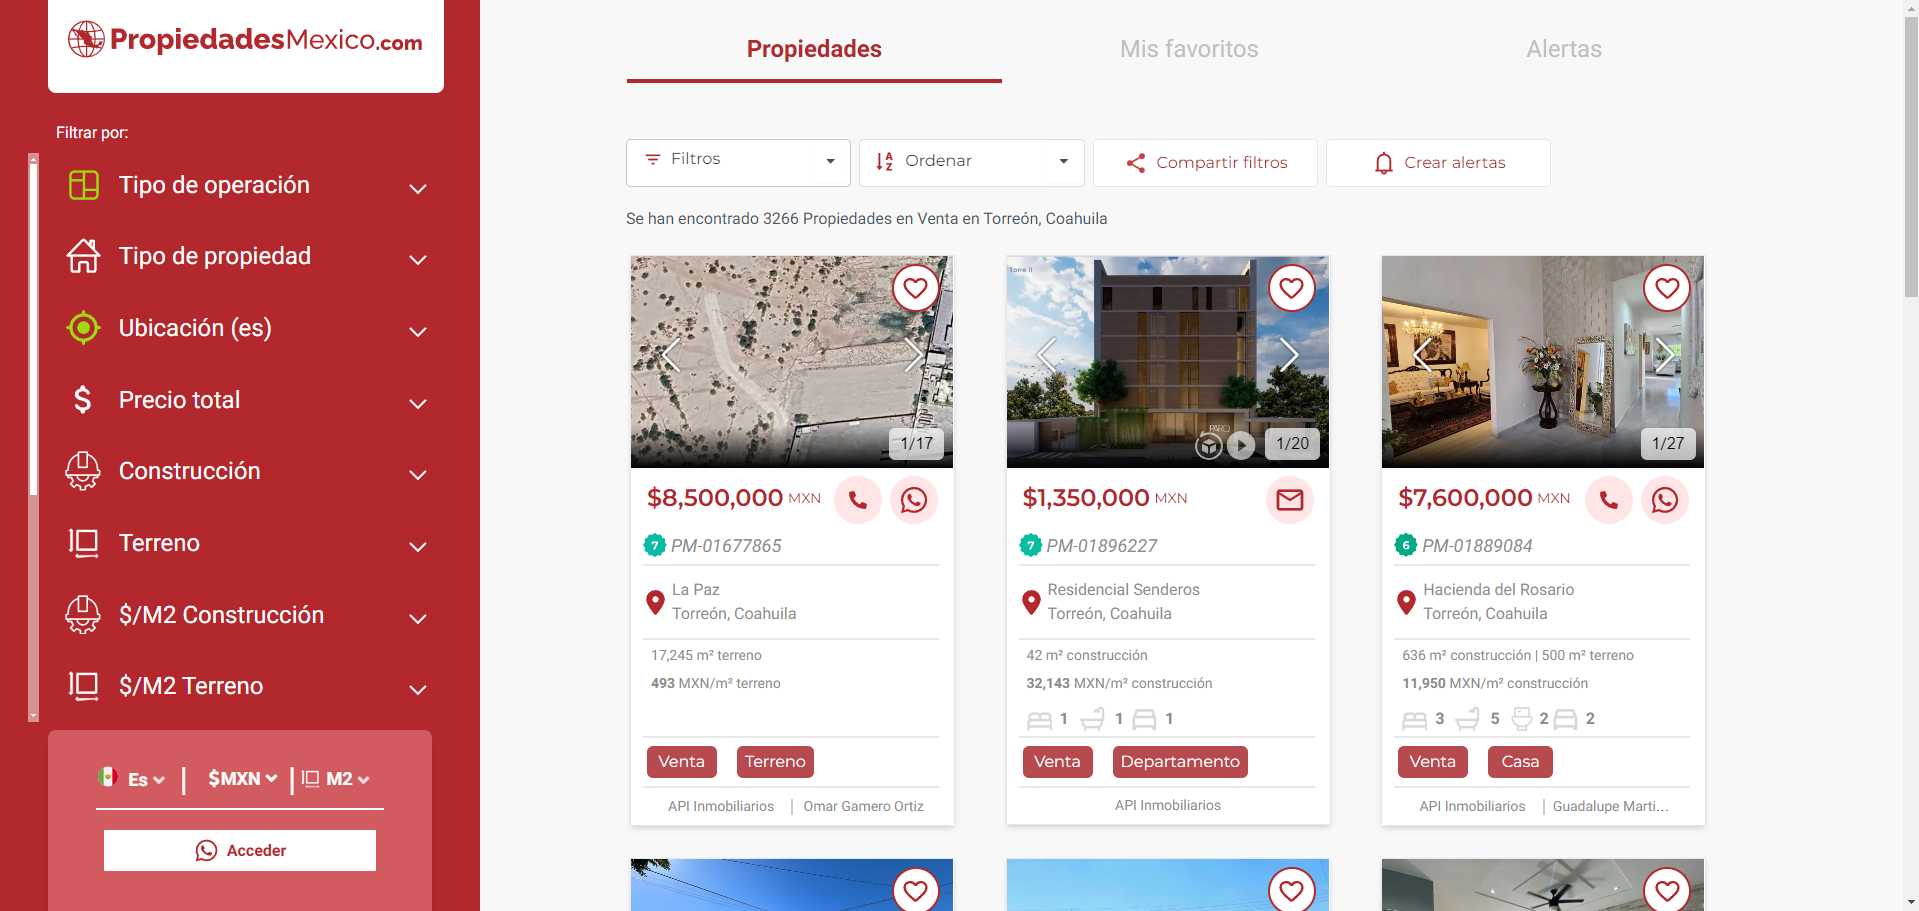 PropiedadesMexico.com
Filtrar por:
Tipo de operación
Tipo de propiedad
Ubicación (es)
$ Precio total
Construcción
Terreno
$/M2 Construcción
$/M2 Terreno
Es | $MXN | M2
Acceder
Propiedades Mis favoritos Alertas
Filtros Ordenar Compartir filtros Crear alertas
Se han encontrado 3266 Propiedades en Venta en Torreón, Coahuila
1/17
$8,500,000 MXN
7 PM-01677865
La Paz
Torreón, Coahuila
17,245 m² terreno
493 MXN/m² terreno
Venta Terreno
API Inmobiliarios | Omar Gamero Ortiz
Torre II
PARQ
1/20
$1,350,000 MXN
7 PM-01896227
Residencial Senderos
Torreón, Coahuila
42 m² construcción
32,143 MXN/m² construcción
1 1 1
Venta Departamento
API Inmobiliarios
1/27
$7,600,000 MXN
6 PM-01889084
Hacienda del Rosario
Torreón, Coahuila
636 m² construcción | 500 m² terreno
11,950 MXN/m² construcción
3 5 2 2
Venta Casa
API Inmobiliarios | Guadalupe Marti...